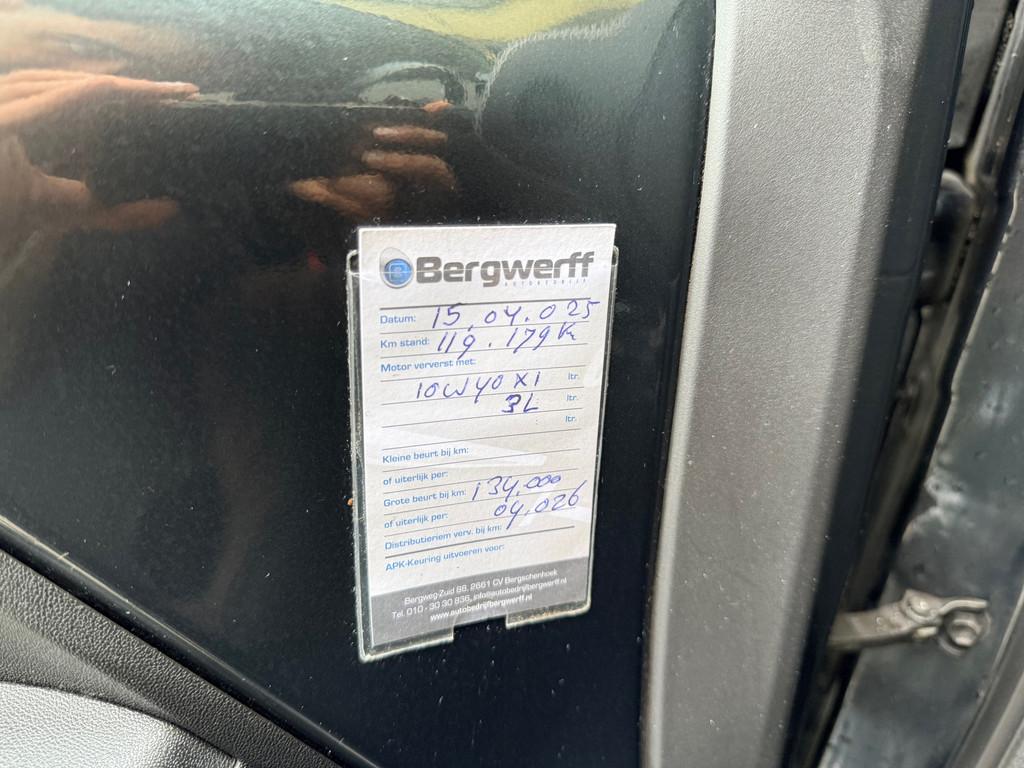 Bergwerff
AUTOBEDRIJF
Datum: 15.04.025
Km stand: 119.179 K
Motor ververst met:
10W40 X1 ltr.
3L ltr.
ltr.
Kleine beurt bij km:
of uiterlijk per:
Grote beurt bij km: 134,000
of uiterlijk per: 04.026
Distributieriem verv. bij km:
APK-Keuring uitvoeren voor:
Bergweg-Zuid 88, 2661 CV Bergschenhoek
Tel. 010 - 30 30 836, info@autobedrijfbergwerff.nl
www.autobedrijfbergwerff.nl